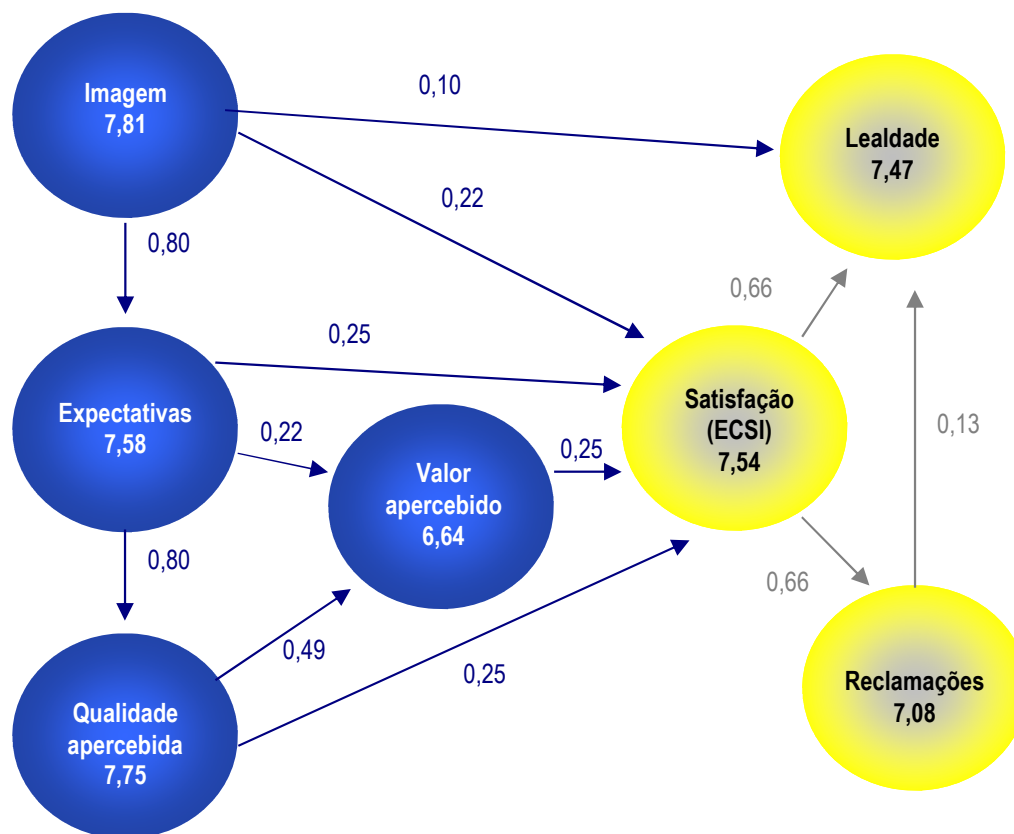 Imagem
7,81
0,10
Lealdade
7,47
0,22
0,80
0,66
0,25
Expectativas
7,58
Satisfação
(ECSI)
7,54
0,22
0,25
0,13
Valor
apercebido
6,64
0,80
0,66
0,49
0,25
Reclamações
7,08
Qualidade
apercebida
7,75